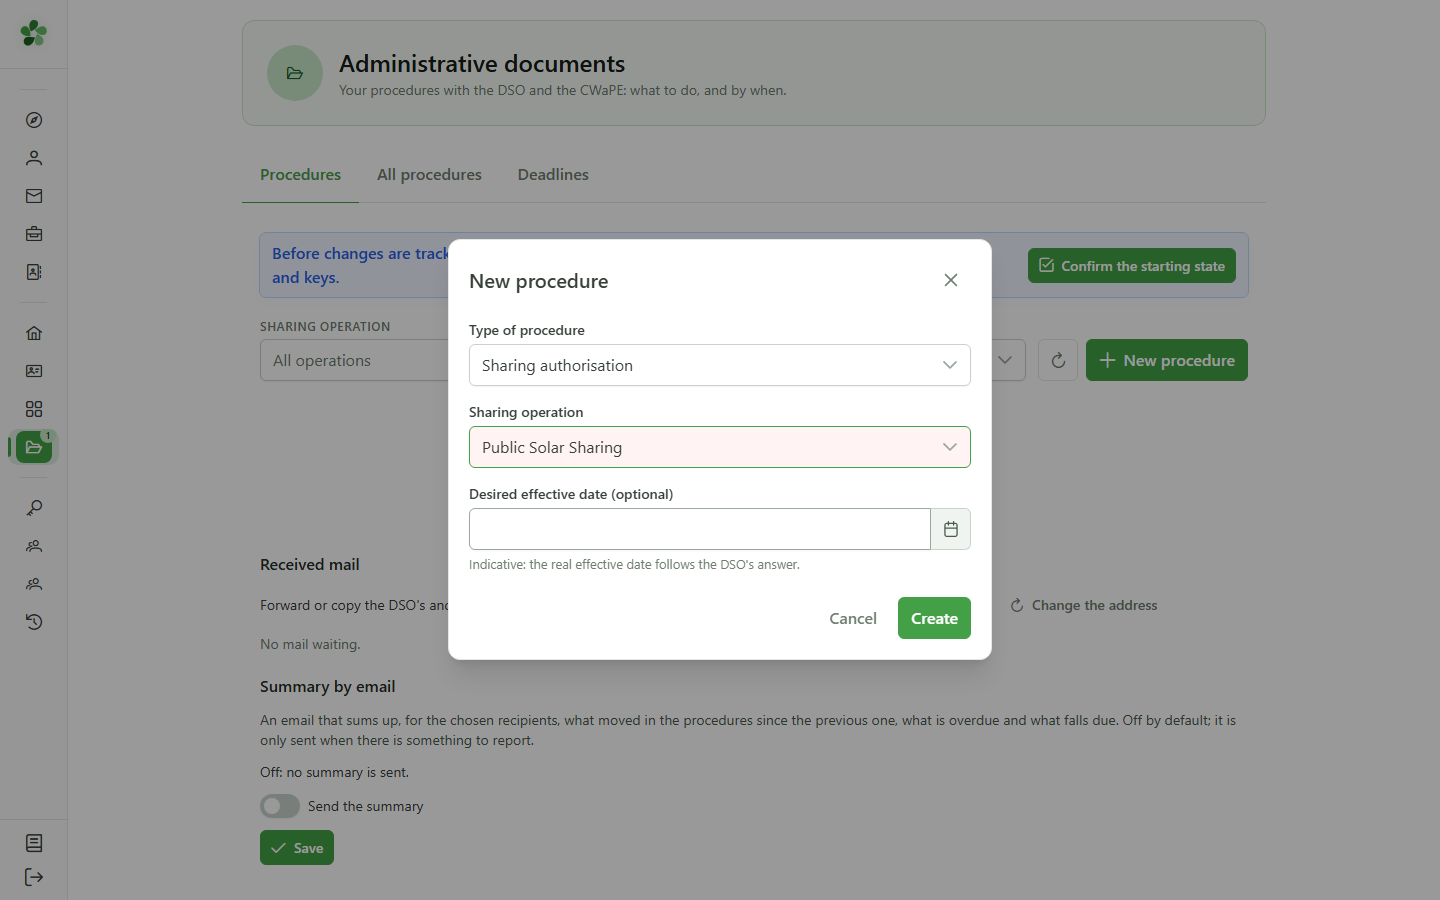 Administrative documents
Your procedures with the DSO and the CWaPE: what to do, and by when.
Procedures
All procedures
Deadlines
Before changes are track
and keys.
Confirm the starting state
SHARING OPERATION
All operations
New procedure
1
New procedure
Type of procedure
Sharing authorisation
Sharing operation
Public Solar Sharing
Desired effective date (optional)
Indicative: the real effective date follows the DSO's answer.
Cancel
Create
Received mail
Forward or copy the DSO's and
Change the address
No mail waiting.
Summary by email
An email that sums up, for the chosen recipients, what moved in the procedures since the previous one, what is overdue and what falls due. Off by default; it is
only sent when there is something to report.
Off: no summary is sent.
Send the summary
Save